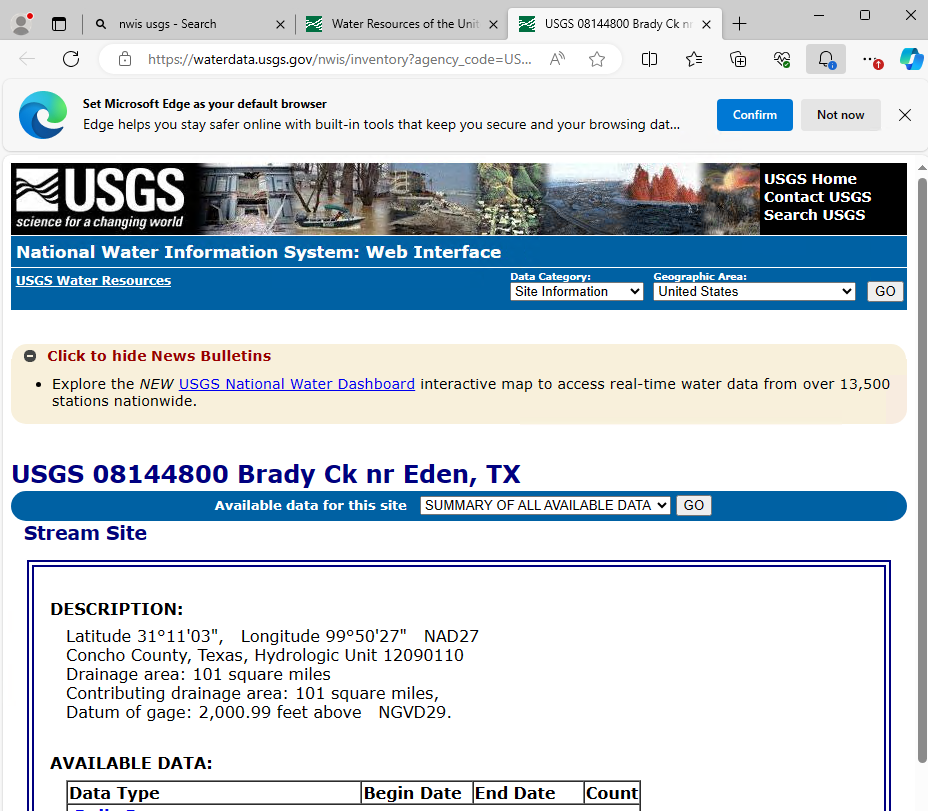 nwis usgs - Search
Water Resources of the Unit
USGS 08144800 Brady Ck nr
https://waterdata.usgs.gov/nwis/inventory?agency_code=US...
Set Microsoft Edge as your default browser
Edge helps you stay safer online with built-in tools that keep you secure and your browsing dat...
Confirm
Not now
USGS
science for a changing world
USGS Home
Contact USGS
Search USGS
National Water Information System: Web Interface
USGS Water Resources
Data Category:
Geographic Area:
Site Information
United States
GO
Click to hide News Bulletins
• Explore the NEW USGS National Water Dashboard interactive map to access real-time water data from over 13,500
stations nationwide.
USGS 08144800 Brady Ck nr Eden, TX
Available data for this site SUMMARY OF ALL AVAILABLE DATA GO
Stream Site
DESCRIPTION:
Latitude 31°11'03", Longitude 99°50'27" NAD27
Concho County, Texas, Hydrologic Unit 12090110
Drainage area: 101 square miles
Contributing drainage area: 101 square miles,
Datum of gage: 2,000.99 feet above NGVD29.
AVAILABLE DATA:
Data Type Begin Date End Date Count